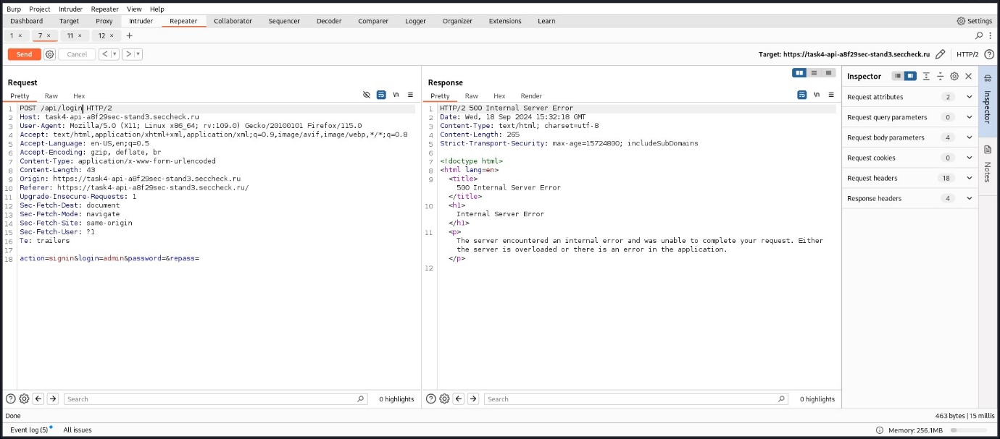 Burp Project Intruder Repeater View Help
Dashboard Target Proxy Intruder Repeater Collaborator Sequencer Decoder Comparer Logger Organizer Extensions Learn Settings
1 × 7 × 11 × 12 × +
Send Cancel < > Target: https://task4-api-a8f29sec-stand3.seccheck.ru HTTP/2
Request
Pretty Raw Hex \n
1 POST /api/login HTTP/2
2 Host: task4-api-a8f29sec-stand3.seccheck.ru
3 User-Agent: Mozilla/5.0 (X11; Linux x86_64; rv:109.0) Gecko/20100101 Firefox/115.0
4 Accept: text/html,application/xhtml+xml,application/xml;q=0.9,image/avif,image/webp,*/*;q=0.8
5 Accept-Language: en-US,en;q=0.5
6 Accept-Encoding: gzip, deflate, br
7 Content-Type: application/x-www-form-urlencoded
8 Content-Length: 43
9 Origin: https://task4-api-a8f29sec-stand3.seccheck.ru
10 Referer: https://task4-api-a8f29sec-stand3.seccheck.ru/
11 Upgrade-Insecure-Requests: 1
12 Sec-Fetch-Dest: document
13 Sec-Fetch-Mode: navigate
14 Sec-Fetch-Site: same-origin
15 Sec-Fetch-User: ?1
16 Te: trailers
17
18 action=signin&login=admin&password=&repass=
Search 0 highlights
Response
Pretty Raw Hex Render \n
1 HTTP/2 500 Internal Server Error
2 Date: Wed, 18 Sep 2024 15:32:18 GMT
3 Content-Type: text/html; charset=utf-8
4 Content-Length: 265
5 Strict-Transport-Security: max-age=15724800; includeSubDomains
6
7 <!doctype html>
8 <html lang=en>
9 <title>
500 Internal Server Error
</title>
10 <h1>
Internal Server Error
</h1>
11 <p>
The server encountered an internal error and was unable to complete your request. Either
the server is overloaded or there is an error in the application.
</p>
12
Search 0 highlights
Inspector
Request attributes 2
Request query parameters 0
Request body parameters 4
Request cookies 0
Request headers 18
Response headers 4
Inspector
Notes
Done 463 bytes | 15 millis
Event log (5) All issues Memory: 256.1MB